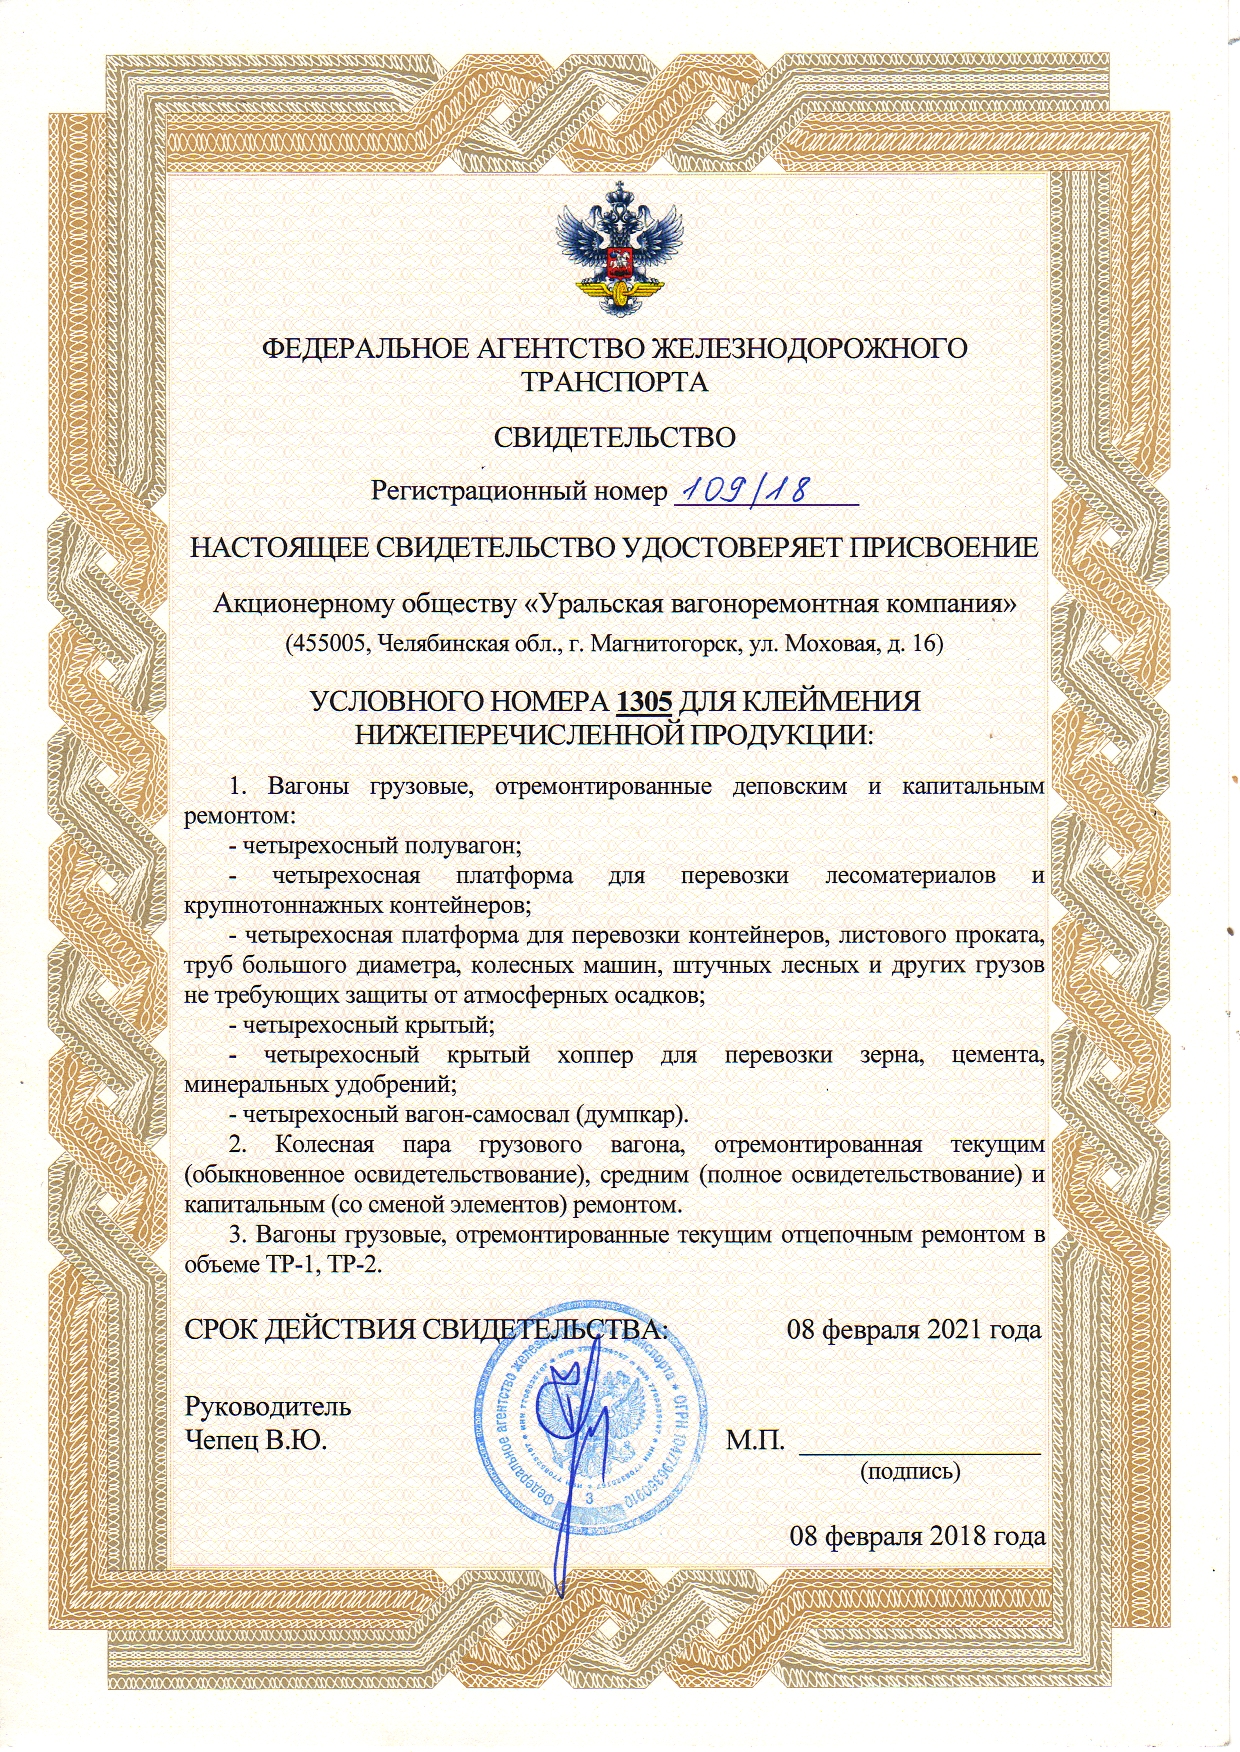 ФЕДЕРАЛЬНОЕ АГЕНТСТВО ЖЕЛЕЗНОДОРОЖНОГО
ТРАНСПОРТА
СВИДЕТЕЛЬСТВО
Регистрационный номер 109/18
НАСТОЯЩЕЕ СВИДЕТЕЛЬСТВО УДОСТОВЕРЯЕТ ПРИСВОЕНИЕ
Акционерному обществу «Уральская вагоноремонтная компания»
(455005, Челябинская обл., г. Магнитогорск, ул. Моховая, д. 16)
УСЛОВНОГО НОМЕРА 1305 ДЛЯ КЛЕЙМЕНИЯ
НИЖЕПЕРЕЧИСЛЕННОЙ ПРОДУКЦИИ:
1. Вагоны грузовые, отремонтированные деповским и капитальным
ремонтом:
- четырехосный полувагон;
- четырехосная платформа для перевозки лесоматериалов и
крупнотоннажных контейнеров;
- четырехосная платформа для перевозки контейнеров, листового проката,
труб большого диаметра, колесных машин, штучных лесных и других грузов
не требующих защиты от атмосферных осадков;
- четырехосный крытый;
- четырехосный крытый хоппер для перевозки зерна, цемента,
минеральных удобрений;
- четырехосный вагон-самосвал (думпкар).
2. Колесная пара грузового вагона, отремонтированная текущим
(обыкновенное освидетельствование), средним (полное освидетельствование) и
капитальным (со сменой элементов) ремонтом.
3. Вагоны грузовые, отремонтированные текущим отцепочным ремонтом в
объеме ТР-1, ТР-2.
СРОК ДЕЙСТВИЯ СВИДЕТЕЛЬСТВА: 08 февраля 2021 года
Руководитель
Чепец В.Ю. М.П.
(подпись)
08 февраля 2018 года
Федеральное агентство транспорта * ОГРН
3